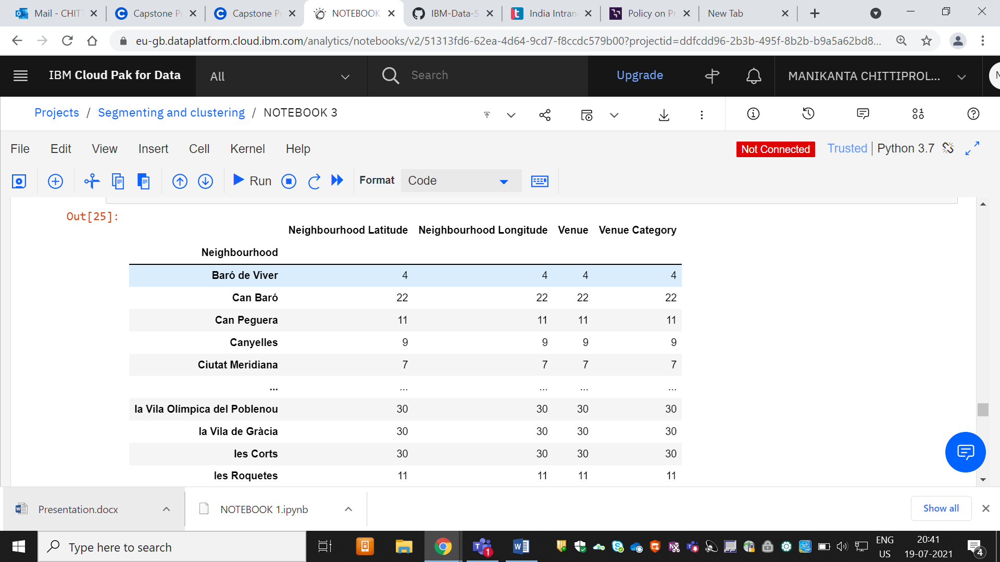 Mail - CHIT
Capstone P
Capstone P
NOTEBOOK
IBM-Data-S
India Intran
Policy on P
New Tab
eu-gb.dataplatform.cloud.ibm.com/analytics/notebooks/v2/51313fd6-62ea-4d64-9cd7-f8ccdc579b00?projectid=ddfcdd96-2b3b-495f-8b2b-b9a5a62bd8...
IBM Cloud Pak for Data
All
Search
Upgrade
MANIKANTA CHITTIPROL...
Projects / Segmenting and clustering / NOTEBOOK 3
File Edit View Insert Cell Kernel Help
Not Connected
Trusted
Python 3.7
Run
Format
Code
Out[25]:
Neighbourhood Latitude Neighbourhood Longitude Venue Venue Category
Neighbourhood
Baró de Viver 4 4 4 4
Can Baró 22 22 22 22
Can Peguera 11 11 11 11
Canyelles 9 9 9 9
Ciutat Meridiana 7 7 7 7
... ... ... ... ...
la Vila Olímpica del Poblenou 30 30 30 30
la Vila de Gràcia 30 30 30 30
les Corts 30 30 30 30
les Roquetes 11 11 11 11
Presentation.docx
NOTEBOOK 1.ipynb
Show all
Type here to search
1
ENG
US
20:41
19-07-2021
4